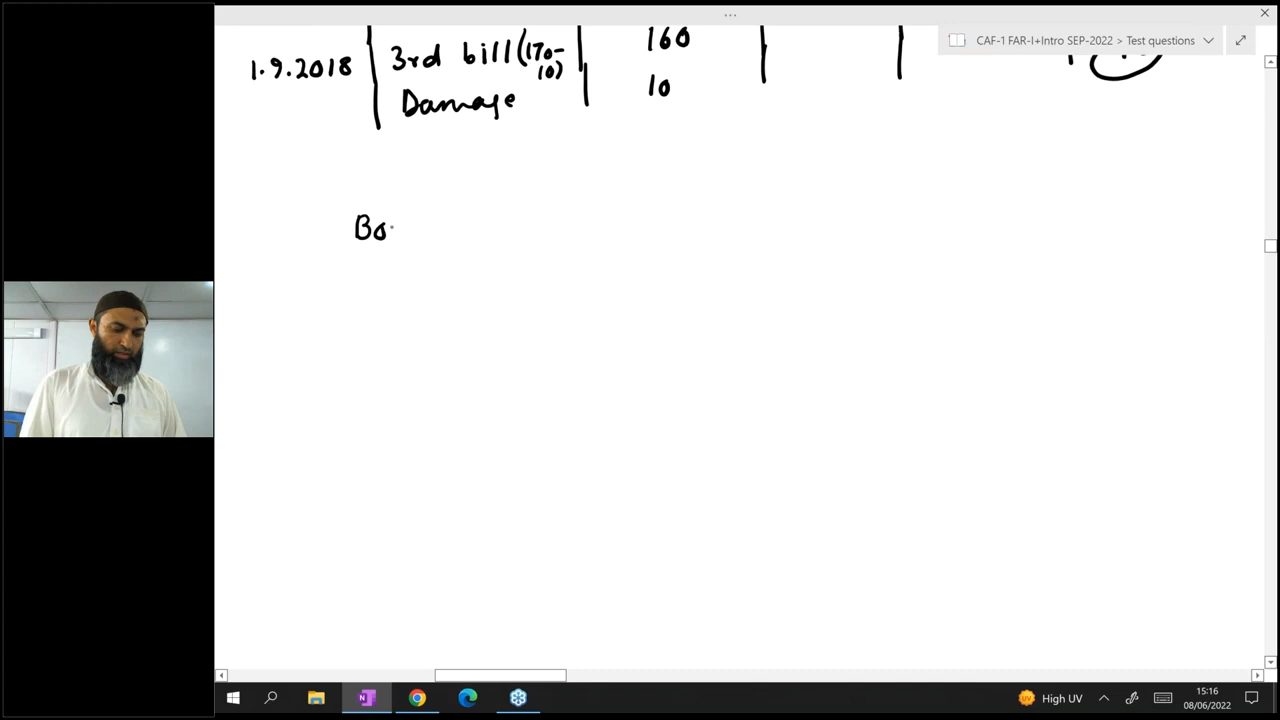 CAF-1 FAR-I+Intro SEP-2022 > Test questions
160
1.9.2018 3rd bill (170-
10)
Damage 10
Bo
High UV
15:16
08/06/2022